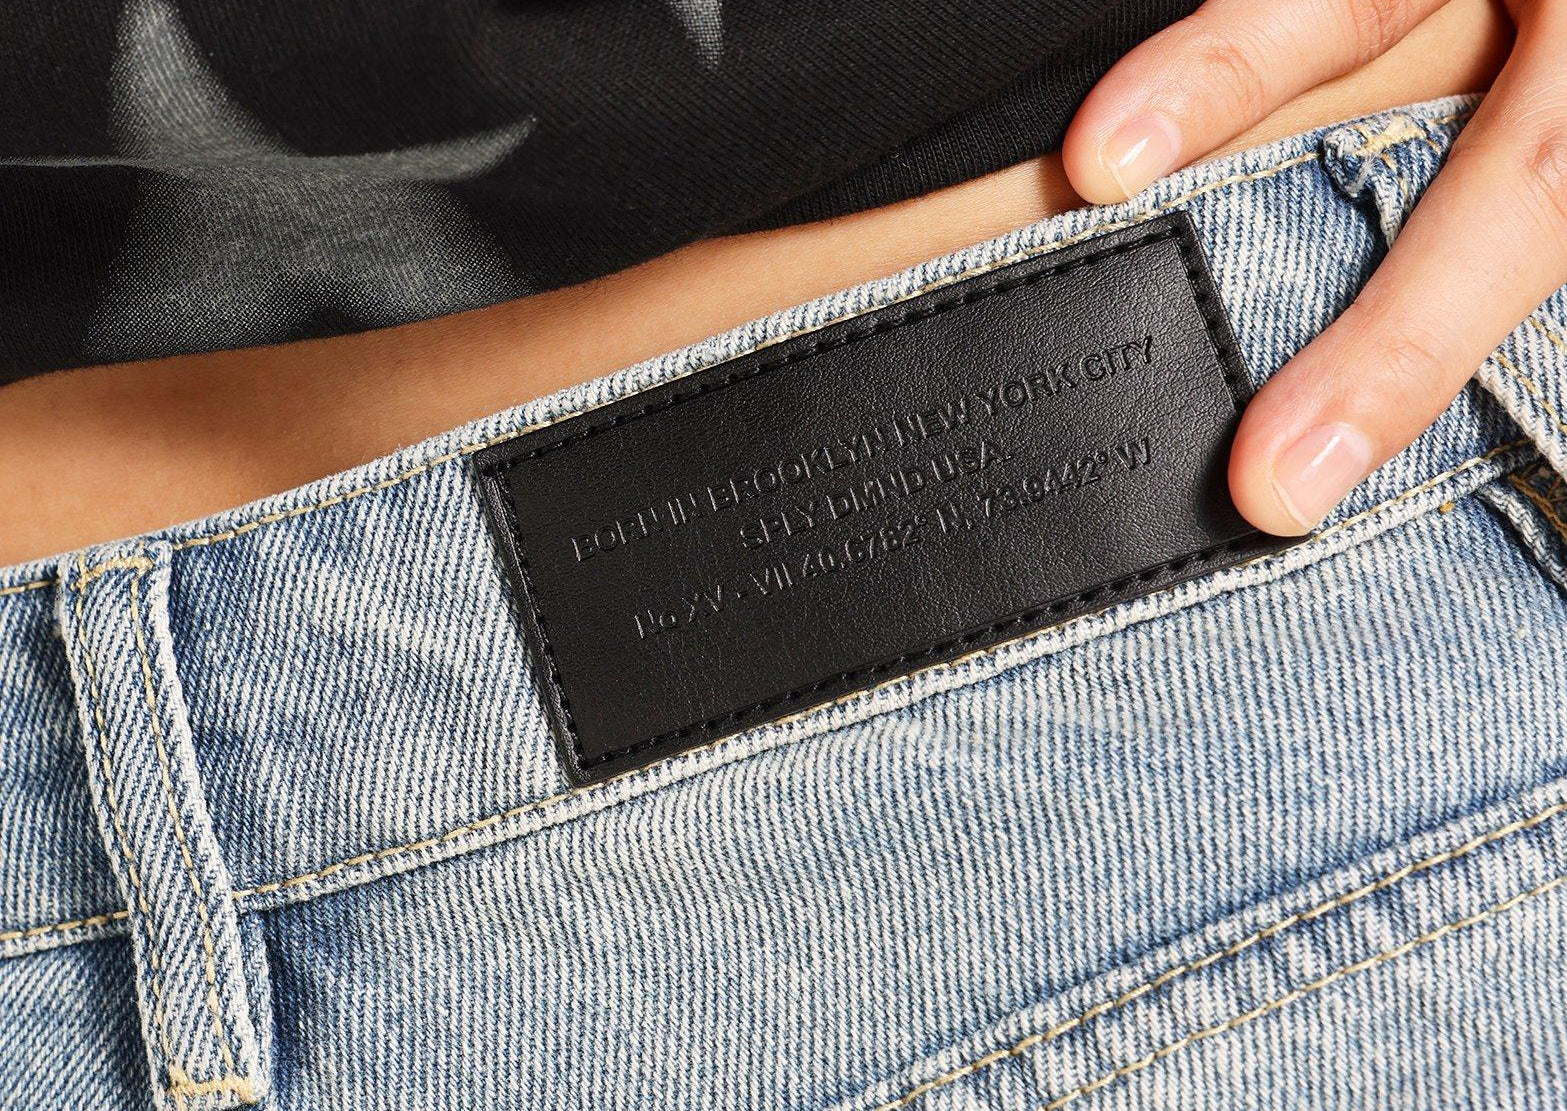 BORN IN BROOKLYN NEW YORK CITY
SPLY DMND USA.
No XV - VII 40.6782° N, 73.9442° W